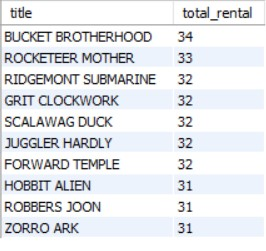 title total_rental
BUCKET BROTHERHOOD 34
ROCKETEER MOTHER 33
RIDGEMONT SUBMARINE 32
GRIT CLOCKWORK 32
SCALAWAG DUCK 32
JUGGLER HARDLY 32
FORWARD TEMPLE 32
HOBBIT ALIEN 31
ROBBERS JOON 31
ZORRO ARK 31